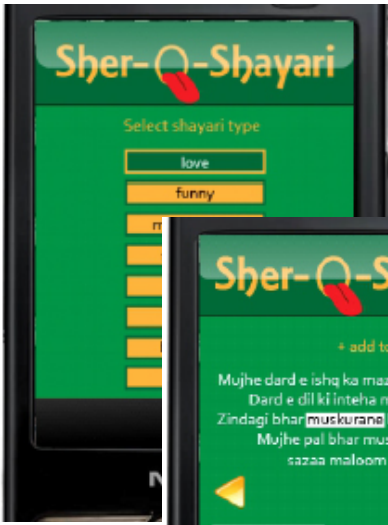 Sher-O-Shayari
Select shayari type
love
funny
Sher-O-S
+ add to
Mujhe dard e ishq ka maz
Dard e dil ki inteha m
Zindagi bhar muskurane
Mujhe pal bhar mus
sazaa maloom